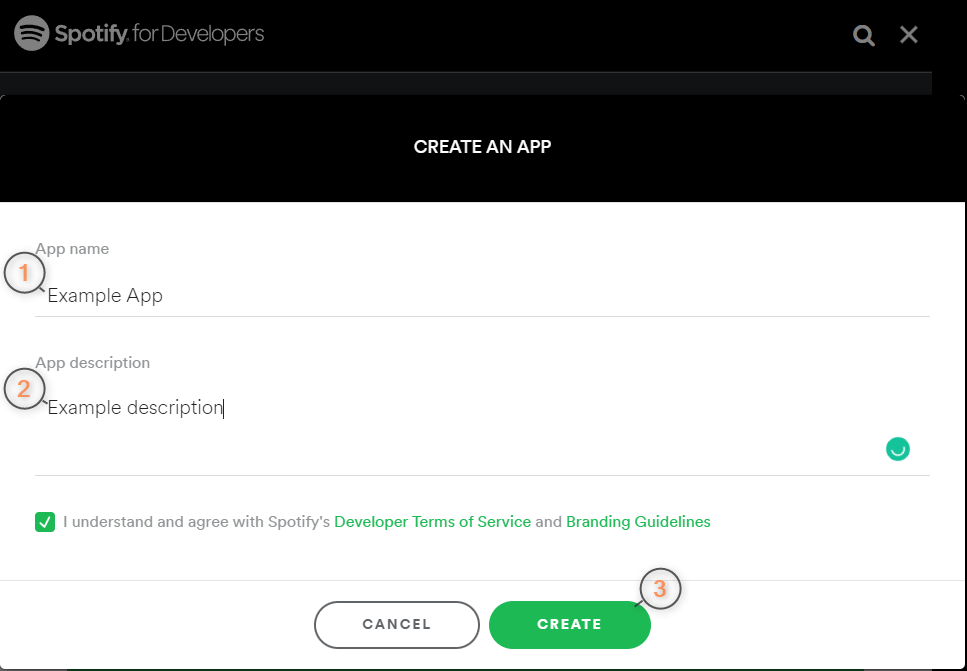 Spotify for Developers
CREATE AN APP
App name
1
Example App
App description
2
Example description
I understand and agree with Spotify's Developer Terms of Service and Branding Guidelines
3
CANCEL
CREATE